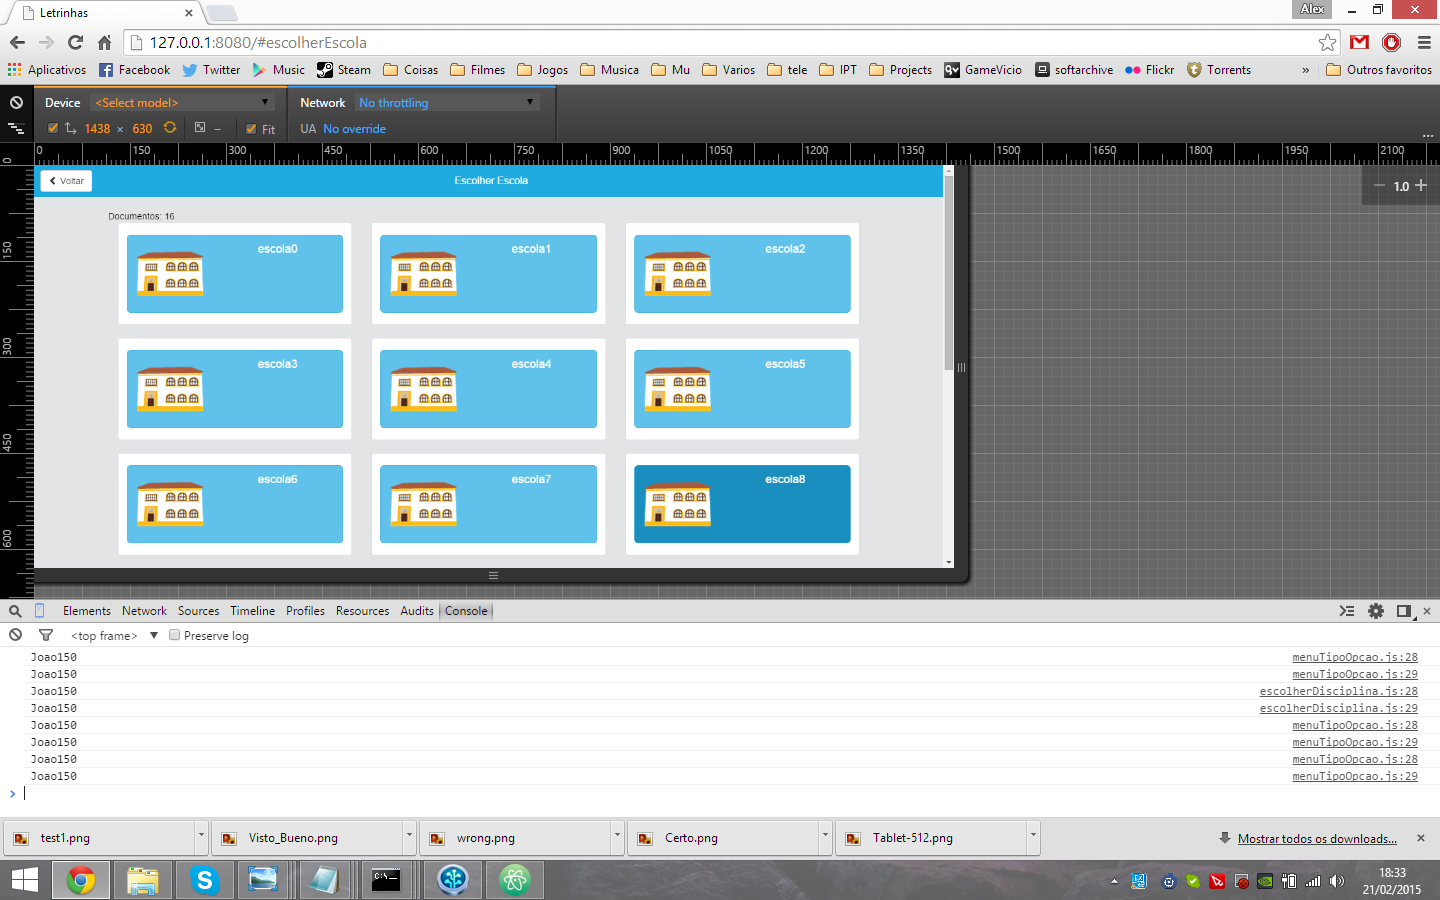 Letrinhas
Alex
127.0.0.1:8080/#escolherEscola
Aplicativos Facebook Twitter Music Steam Coisas Filmes Jogos Musica Mu Varios tele IPT Projects GameVicio softarchive Flickr Torrents » Outros favoritos
Device <Select model> Network No throttling
1438 × 630 Fit UA No override
0 150 300 450 600 750 900 1050 1200 1350 1500 1650 1800 1950 2100
0
150
300
450
600
1.0
Voltar Escolher Escola
Documentos: 16
escola0 escola1 escola2
escola3 escola4 escola5
escola6 escola7 escola8
Elements Network Sources Timeline Profiles Resources Audits Console
<top frame> Preserve log
Joao150 menuTipoOpcao.js:28
Joao150 menuTipoOpcao.js:29
Joao150 escolherDisciplina.js:28
Joao150 escolherDisciplina.js:29
Joao150 menuTipoOpcao.js:28
Joao150 menuTipoOpcao.js:29
Joao150 menuTipoOpcao.js:28
Joao150 menuTipoOpcao.js:29
test1.png Visto_Bueno.png wrong.png Certo.png Tablet-512.png Mostrar todos os downloads...
18:33
21/02/2015